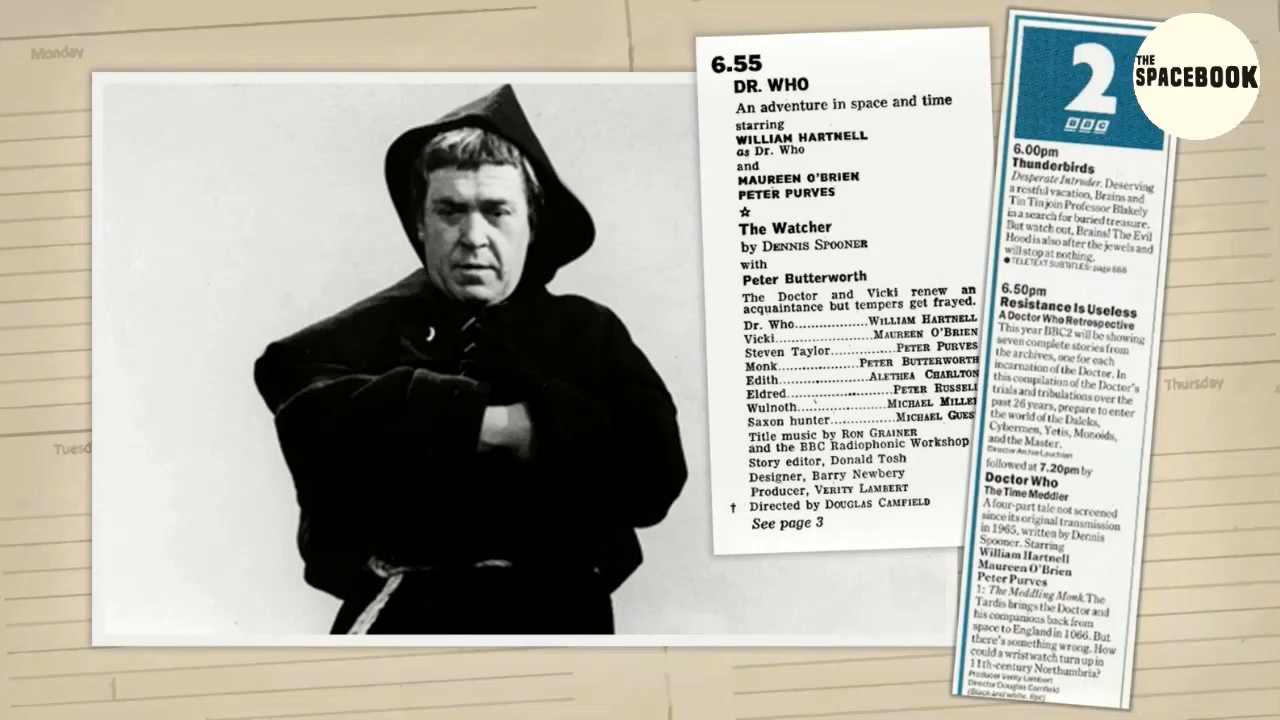 Monday
Tuesd
Thursday
THE
SPACEBOOK
6.55
DR. WHO
An adventure in space and time
starring
WILLIAM HARTNELL
as Dr. Who
and
MAUREEN O'BRIEN
PETER PURVES
☆
The Watcher
by DENNIS SPOONER
with
Peter Butterworth
The Doctor and Vicki renew an
acquaintance but tempers get frayed.
Dr. Who..................WILLIAM HARTNELL
Vicki.....................MAUREEN O'BRIEN
Steven Taylor.............PETER PURVES
Monk....................PETER BUTTERWORTH
Edith....................ALETHEA CHARLTON
Eldred........................PETER RUSSELL
Wulnoth....................MICHAEL MILLE
Saxon hunter..............MICHAEL GUES
Title music by RON GRAINER
and the BBC Radiophonic Workshop
Story editor, Donald Tosh
Designer, Barry Newbery
Producer, VERITY LAMBERT
† Directed by DOUGLAS CAMFIELD
See page 3
2
BBC
6.00pm
Thunderbirds
Desperate Intruder. Deserving
a restful vacation, Brains and
Tin Tin join Professor Blakely
in a search for buried treasure.
But watch out, Brains! The Evil
Hood is also after the jewels and
will stop at nothing.
● TELETEXT SUBTITLES: page 888
6.50pm
Resistance Is Useless
A Doctor Who Retrospective
This year BBC2 will be showing
seven complete stories from
the archives, one for each
incarnation of the Doctor. In
this compilation of the Doctor's
trials and tribulations over the
past 26 years, prepare to enter
the world of the Daleks,
Cybermen, Yetis, Monoids,
and the Master.
Director Archie Lauchlan
followed at 7.20pm by
Doctor Who
The Time Meddler
A four-part tale not screened
since its original transmission
in 1965, written by Dennis
Spooner. Starring
William Hartnell
Maureen O'Brien
Peter Purves
1: The Meddling Monk. The
Tardis brings the Doctor and
his companions back from
space to England in 1066. But
there's something wrong. How
could a wristwatch turn up in
11th-century Northumbria?
Producer Verity Lambert
Director Douglas Camfield
(Black and white. Rpt)